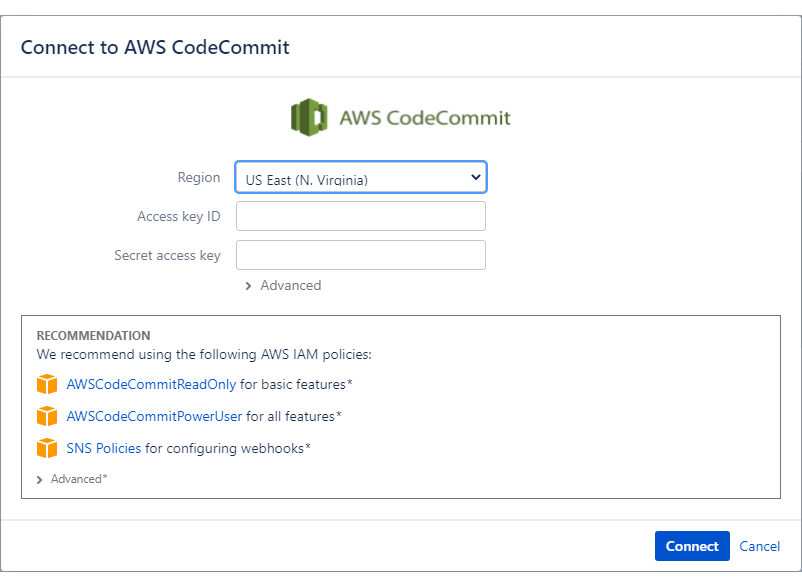 Connect to AWS CodeCommit
AWS CodeCommit
Region
US East (N. Virginia)
Access key ID
Secret access key
Advanced
RECOMMENDATION
We recommend using the following AWS IAM policies:
AWSCodeCommitReadOnly for basic features*
AWSCodeCommitPowerUser for all features*
SNS Policies for configuring webhooks*
Advanced*
Connect Cancel